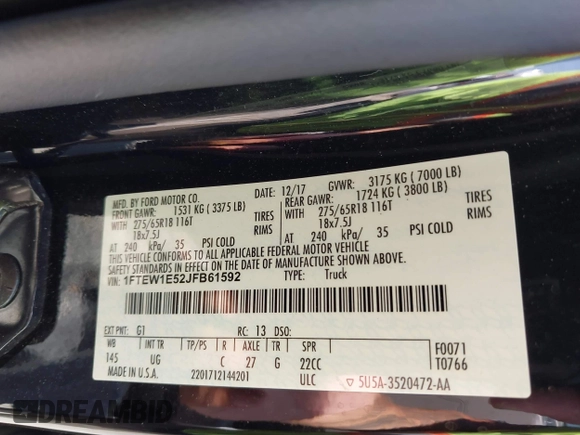 MFD. BY FORD MOTOR CO.
DATE: 12/17 GVWR: 3175 KG ( 7000 LB)
FRONT GAWR: 1531 KG ( 3375 LB) REAR GAWR: 1724 KG ( 3800 LB)
WITH 275/65R18 116T TIRES WITH 275/65R18 116T TIRES
18x7.5J RIMS 18x7.5J RIMS
AT 240 kPa/ 35 PSI COLD AT 240 kPa/ 35 PSI COLD
THIS VEHICLE CONFORMS TO ALL APPLICABLE FEDERAL MOTOR VEHICLE
SAFETY STANDARDS IN EFFECT ON THE DATE OF MANUFACTURE SHOWN ABOVE.
VIN: 1FTEW1E52JFB61592 TYPE: Truck
EXT PNT: G1 RC: 13 DSO:
WB INT TR TP/PS R AXLE TR SPR F0071
145 UG C 27 G 22CC T0766
MADE IN U.S.A. 2201712144201 ULC 5U5A-3520472-AA
DREAMBID